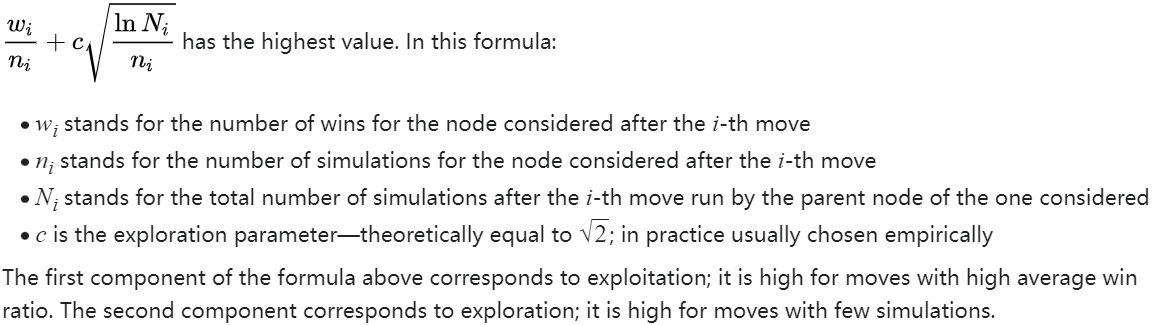 w_i/n_i + c√(ln N_i/n_i) has the highest value. In this formula:
• w_i stands for the number of wins for the node considered after the i-th move
• n_i stands for the number of simulations for the node considered after the i-th move
• N_i stands for the total number of simulations after the i-th move run by the parent node of the one considered
• c is the exploration parameter—theoretically equal to √2; in practice usually chosen empirically
The first component of the formula above corresponds to exploitation; it is high for moves with high average win
ratio. The second component corresponds to exploration; it is high for moves with few simulations.